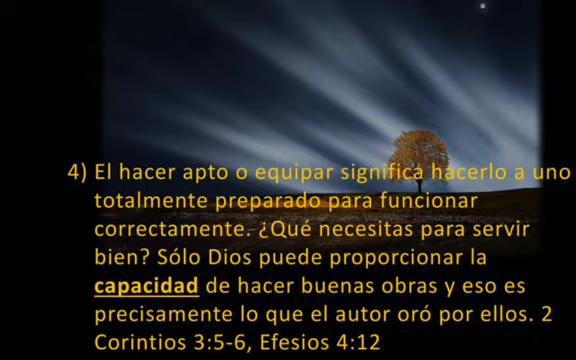 4) El hacer apto o equipar significa hacerlo a uno
totalmente preparado para funcionar
correctamente. ¿Qué necesitas para servir
bien? Sólo Dios puede proporcionar la
capacidad de hacer buenas obras y eso es
precisamente lo que el autor oró por ellos. 2
Corintios 3:5-6, Efesios 4:12